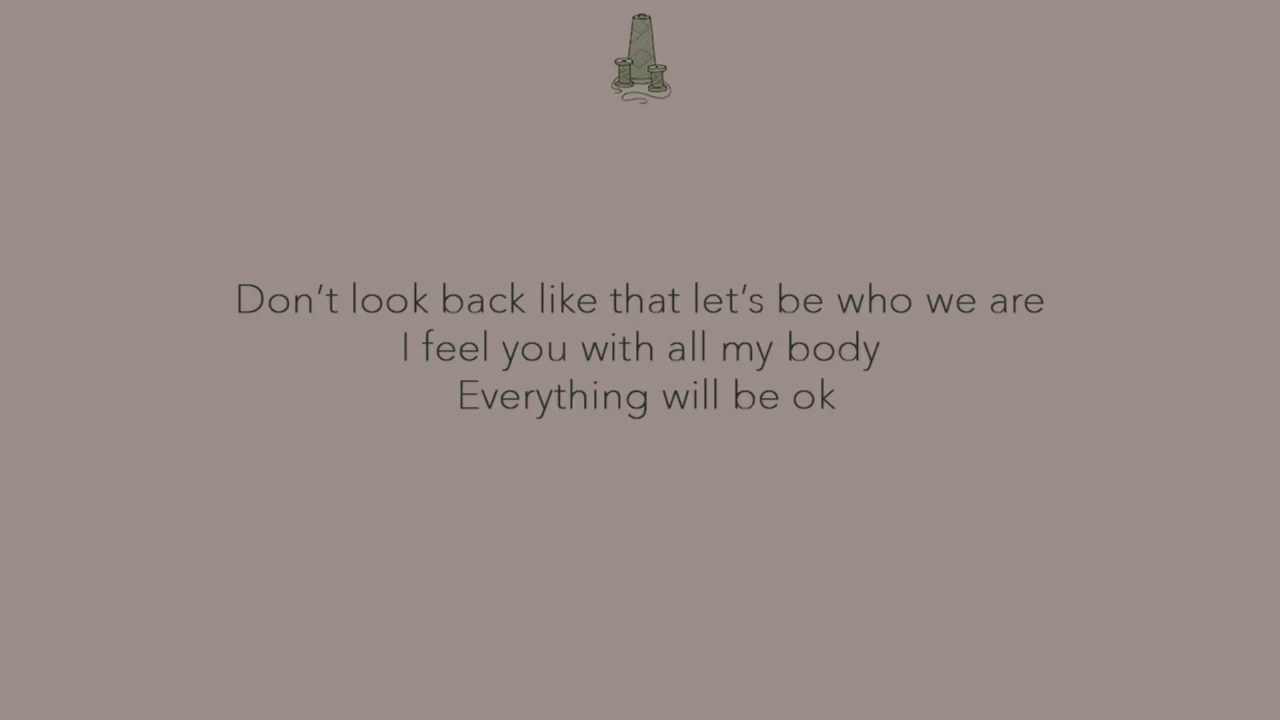 Don't look back like that let's be who we are
I feel you with all my body
Everything will be ok